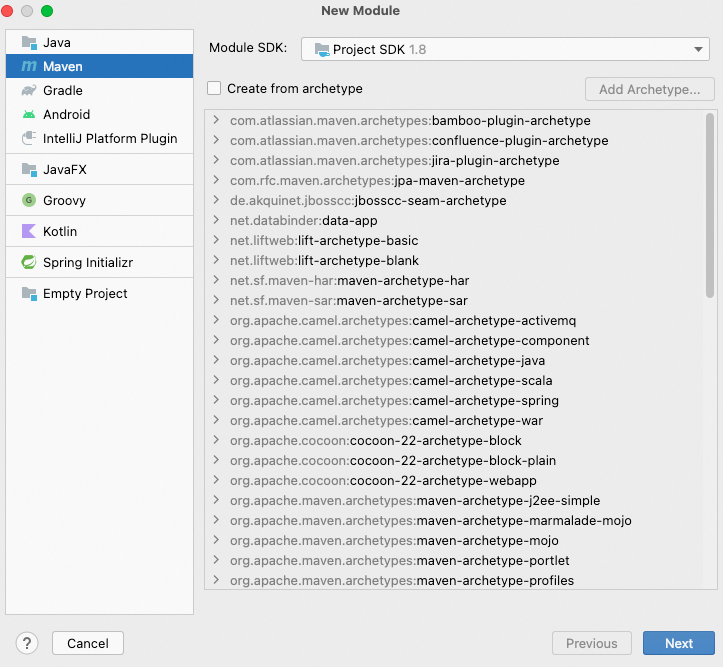 New Module
Java
Maven
Gradle
Android
IntelliJ Platform Plugin
JavaFX
Groovy
Kotlin
Spring Initializr
Empty Project
Module SDK: Project SDK 1.8
Create from archetype
Add Archetype...
com.atlassian.maven.archetypes:bamboo-plugin-archetype
com.atlassian.maven.archetypes:confluence-plugin-archetype
com.atlassian.maven.archetypes:jira-plugin-archetype
com.rfc.maven.archetypes:jpa-maven-archetype
de.akquinet.jbosscc:jbosscc-seam-archetype
net.databinder:data-app
net.liftweb:lift-archetype-basic
net.liftweb:lift-archetype-blank
net.sf.maven-har:maven-archetype-har
net.sf.maven-sar:maven-archetype-sar
org.apache.camel.archetypes:camel-archetype-activemq
org.apache.camel.archetypes:camel-archetype-component
org.apache.camel.archetypes:camel-archetype-java
org.apache.camel.archetypes:camel-archetype-scala
org.apache.camel.archetypes:camel-archetype-spring
org.apache.camel.archetypes:camel-archetype-war
org.apache.cocoon:cocoon-22-archetype-block
org.apache.cocoon:cocoon-22-archetype-block-plain
org.apache.cocoon:cocoon-22-archetype-webapp
org.apache.maven.archetypes:maven-archetype-j2ee-simple
org.apache.maven.archetypes:maven-archetype-marmalade-mojo
org.apache.maven.archetypes:maven-archetype-mojo
org.apache.maven.archetypes:maven-archetype-portlet
org.apache.maven.archetypes:maven-archetype-profiles
? Cancel Previous Next